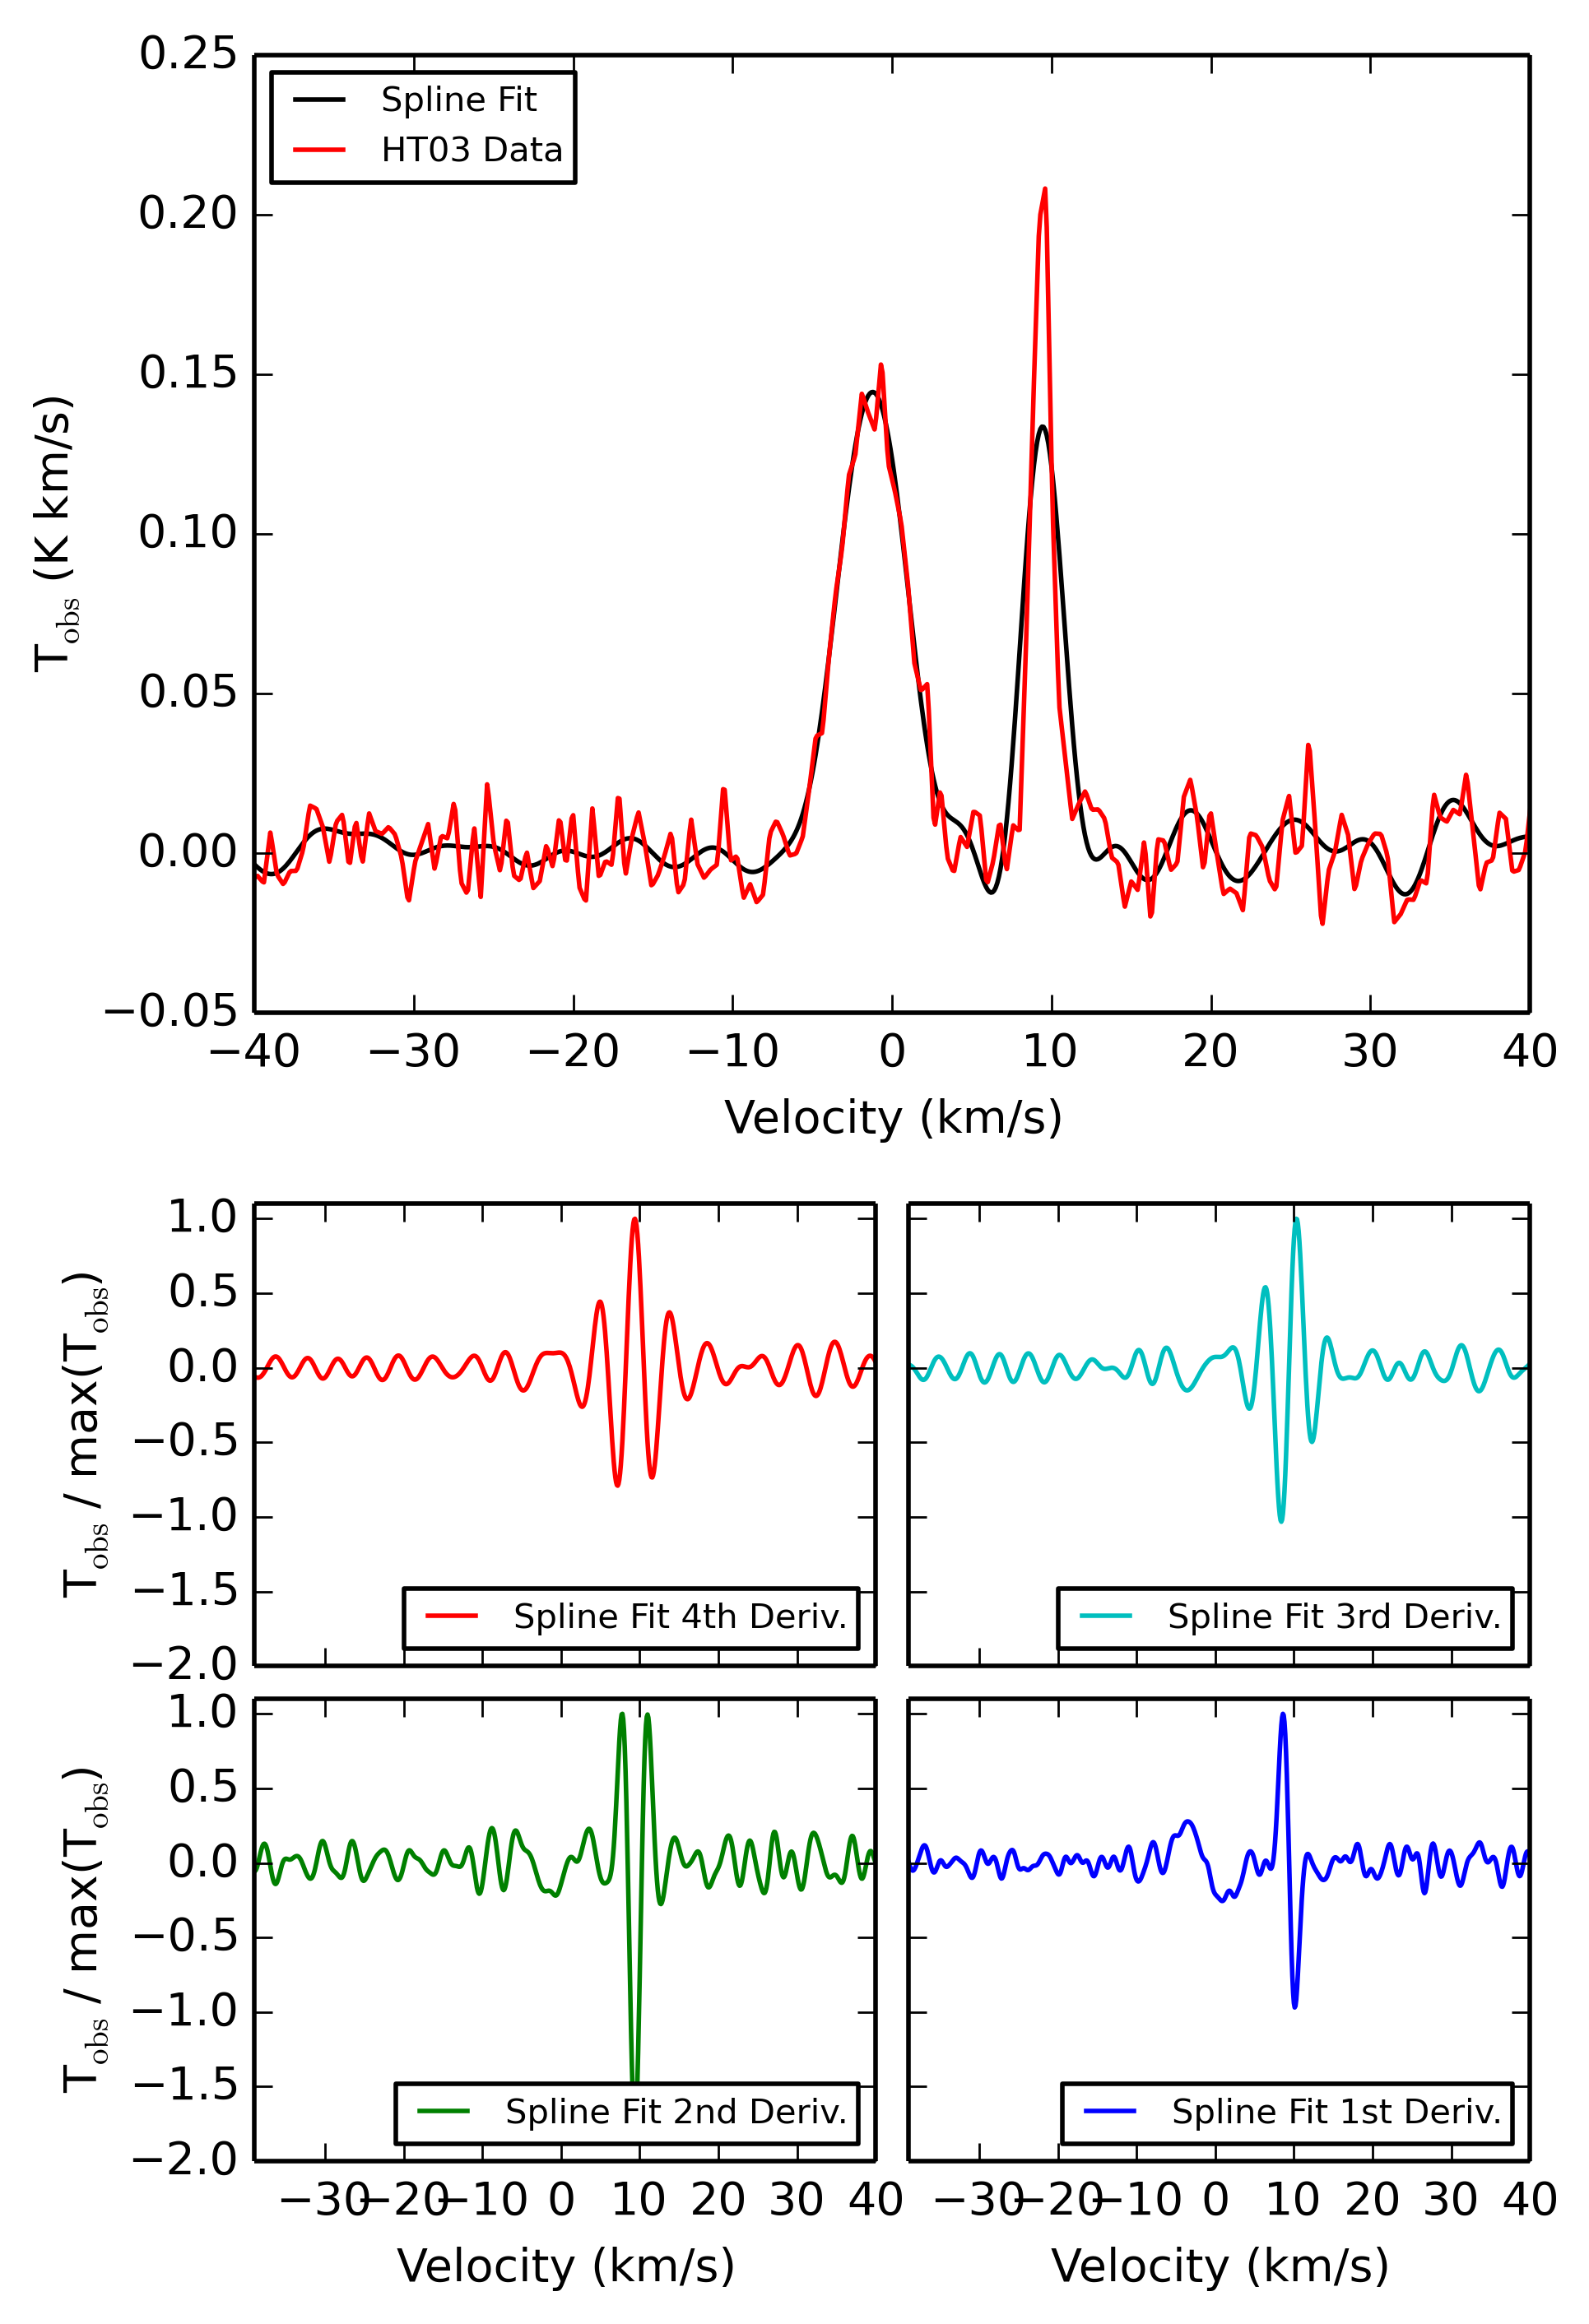 0.25
Spline Fit
HT03 Data
0.20
0.15
0.10
0.05
0.00
−0.05
T_obs (K km/s)
−40 −30 −20 −10 0 10 20 30 40
Velocity (km/s)
1.0
0.5
0.0
−0.5
−1.0
−1.5
−2.0
T_obs / max(T_obs)
Spline Fit 4th Deriv.
Spline Fit 3rd Deriv.
1.0
0.5
0.0
−0.5
−1.0
−1.5
−2.0
T_obs / max(T_obs)
Spline Fit 2nd Deriv.
Spline Fit 1st Deriv.
−30 −20 −10 0 10 20 30 40
−30 −20 −10 0 10 20 30 40
Velocity (km/s)
Velocity (km/s)